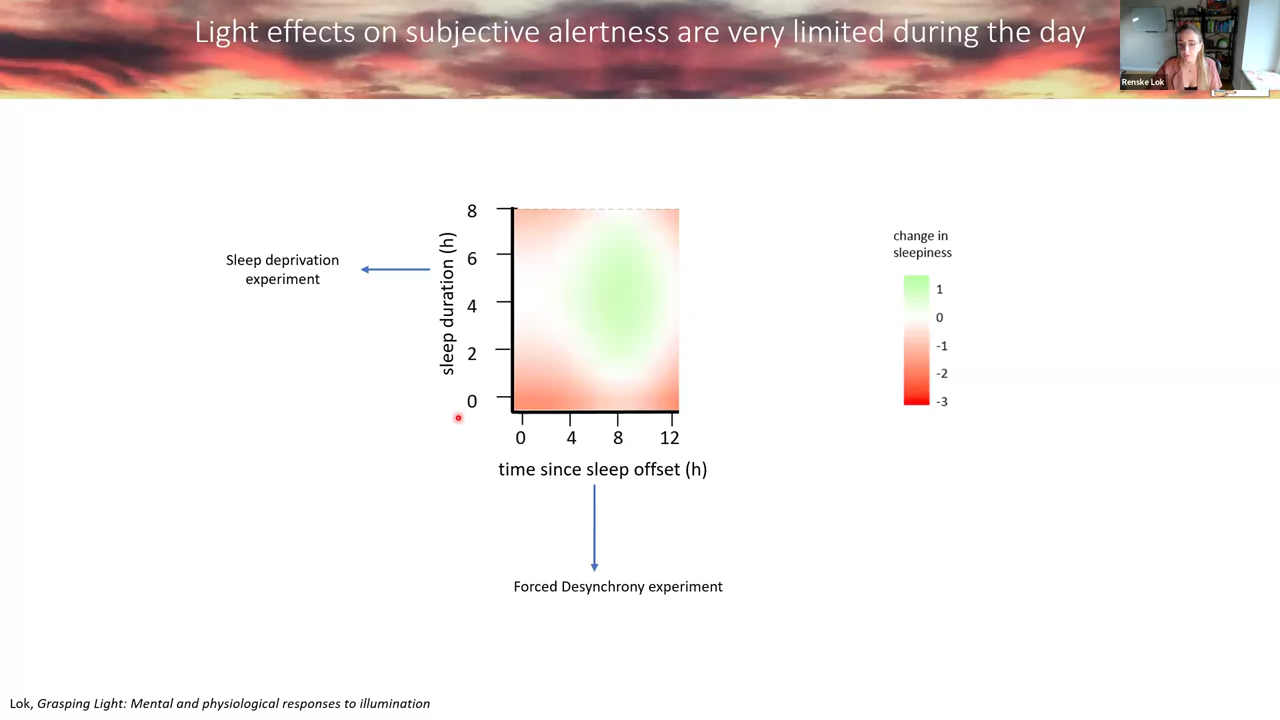 Light effects on subjective alertness are very limited during the day
Renske Lok
Sleep deprivation
experiment
sleep duration (h)
8
6
4
2
0
0 4 8 12
time since sleep offset (h)
Forced Desynchrony experiment
change in
sleepiness
1
0
-1
-2
-3
Lok, Grasping Light: Mental and physiological responses to illumination